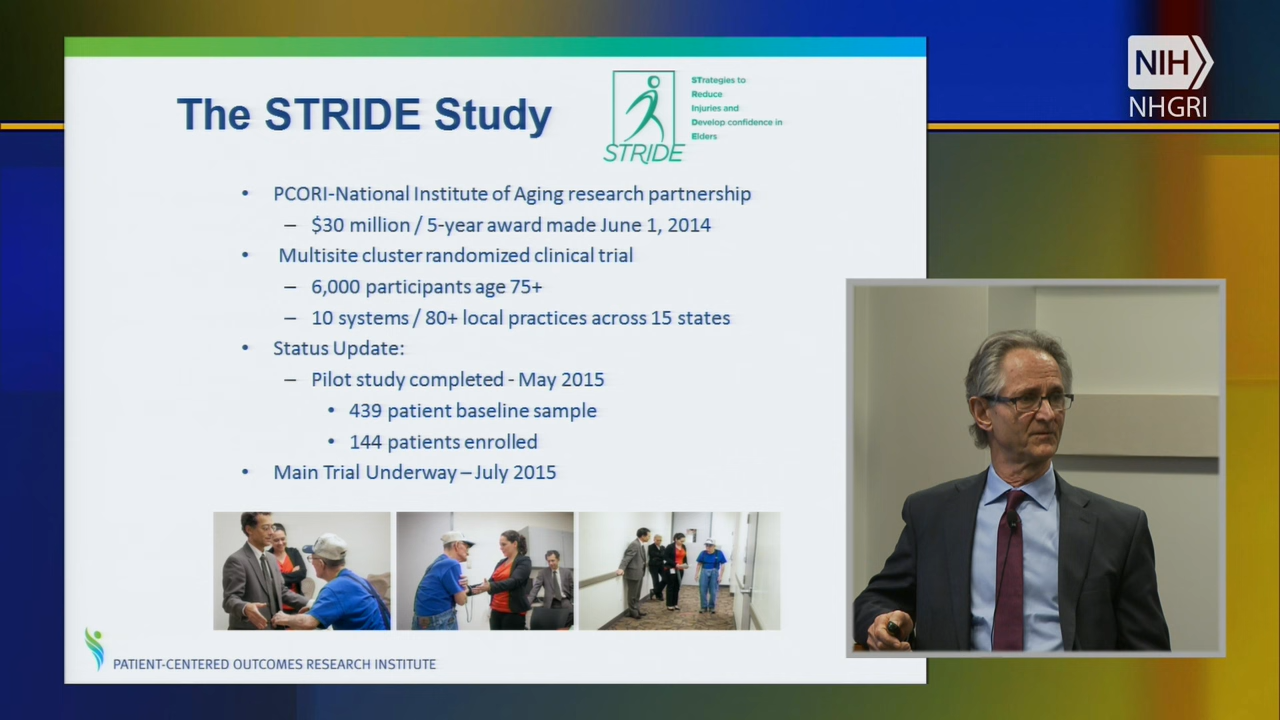 The STRIDE Study
STRIDE
STrategies to
Reduce
Injuries and
Develop confidence in
Elders
• PCORI-National Institute of Aging research partnership
– $30 million / 5-year award made June 1, 2014
• Multisite cluster randomized clinical trial
– 6,000 participants age 75+
– 10 systems / 80+ local practices across 15 states
• Status Update:
– Pilot study completed - May 2015
• 439 patient baseline sample
• 144 patients enrolled
• Main Trial Underway – July 2015
PATIENT-CENTERED OUTCOMES RESEARCH INSTITUTE
NIH
NHGRI